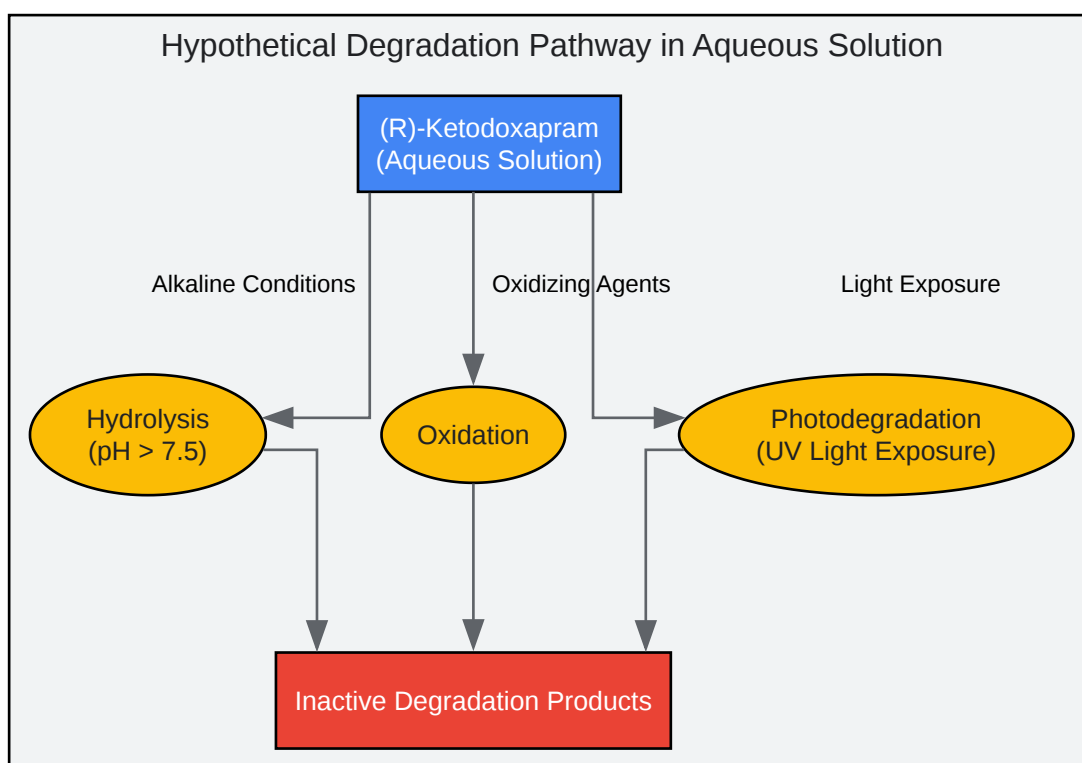 Hypothetical Degradation Pathway in Aqueous Solution
(R)-Ketodoxapram
(Aqueous Solution)
Alkaline Conditions
Oxidizing Agents
Light Exposure
Hydrolysis
(pH > 7.5)
Oxidation
Photodegradation
(UV Light Exposure)
Inactive Degradation Products